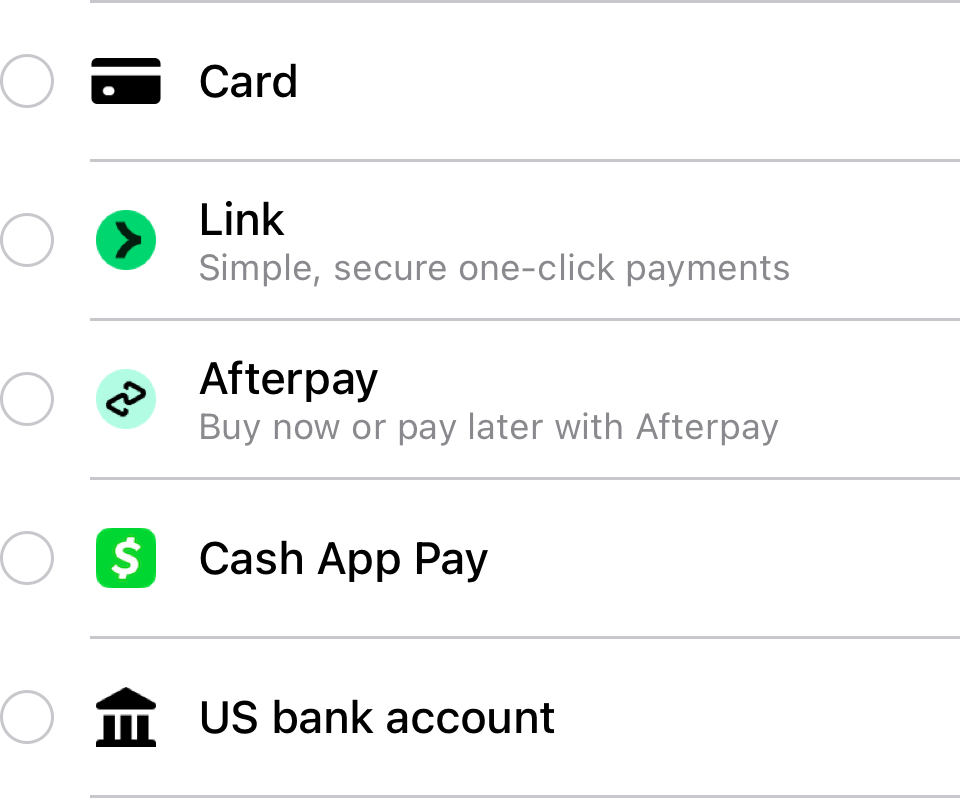 Card
Link
Simple, secure one-click payments
Afterpay
Buy now or pay later with Afterpay
$
Cash App Pay
US bank account